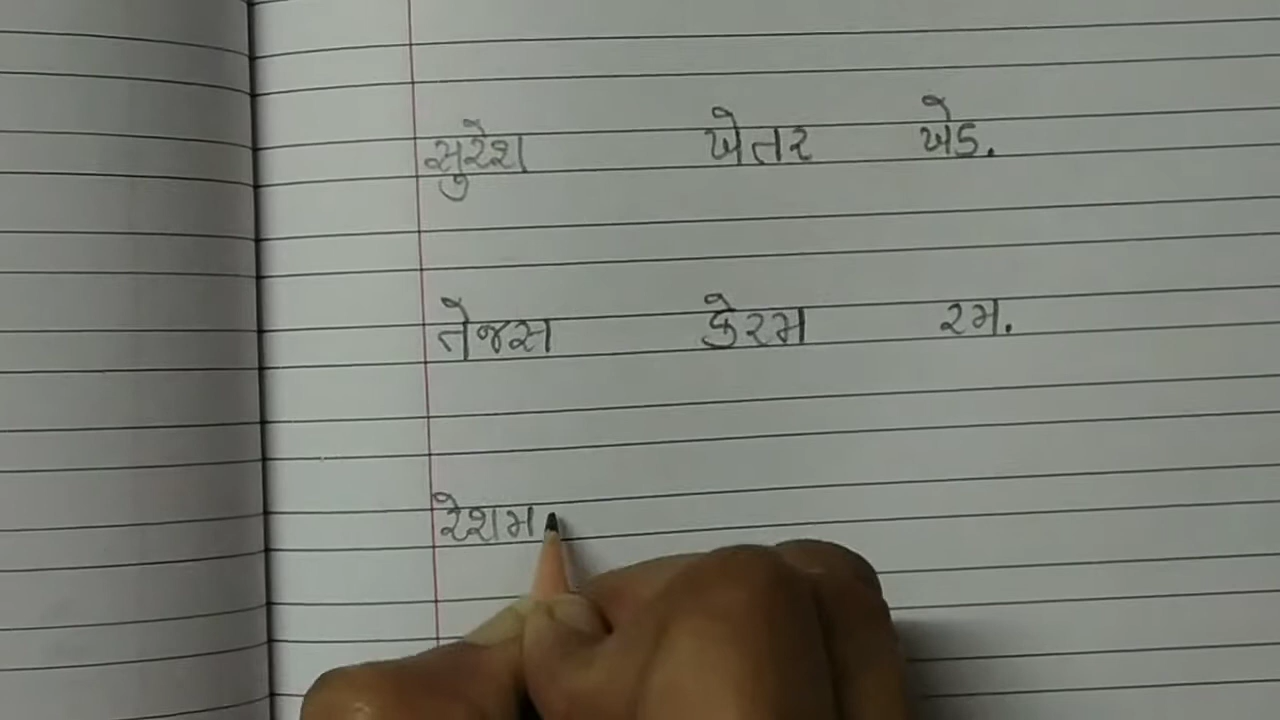 સુરેશ ખેતર ખેડ.
તેજસ કેરમ રમ.
રેશમ